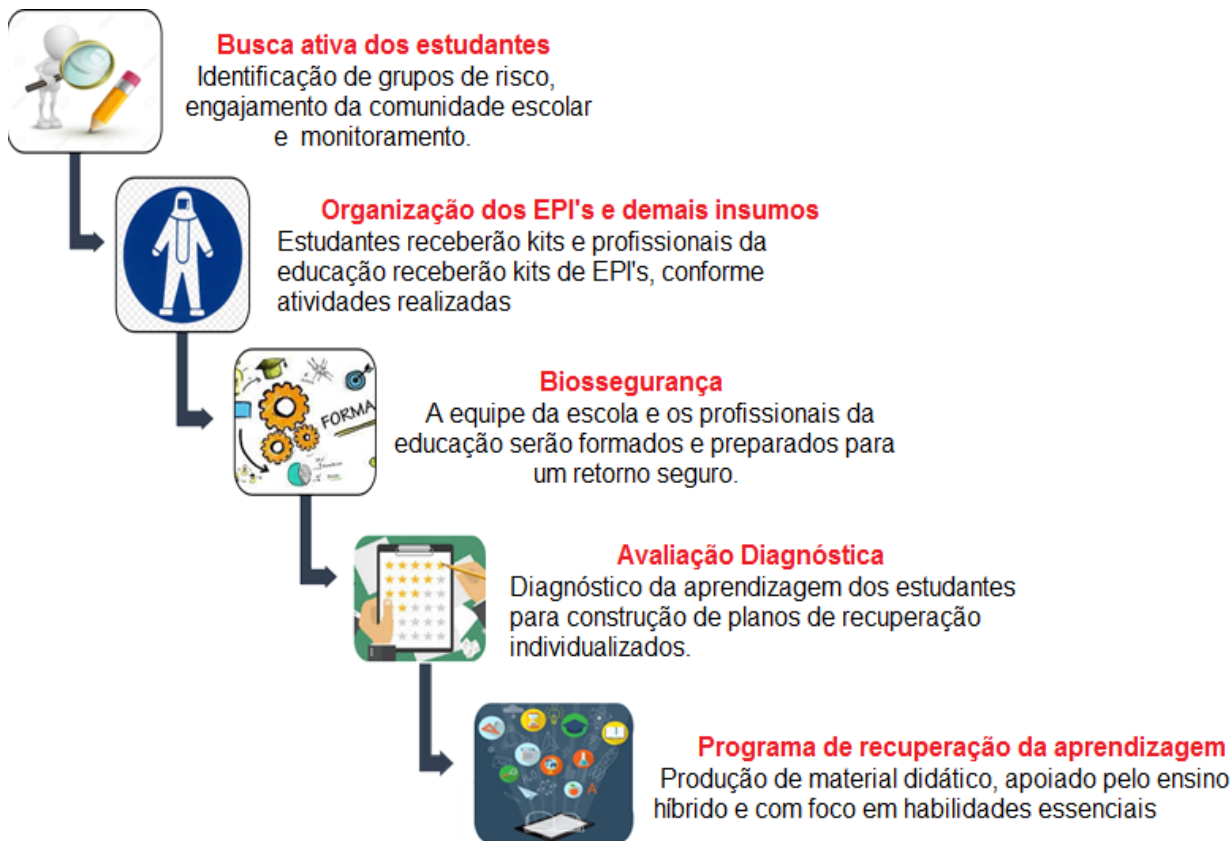 Busca ativa dos estudantes
Identificação de grupos de risco,
engajamento da comunidade escolar
e monitoramento.
Organização dos EPI's e demais insumos
Estudantes receberão kits e profissionais da
educação receberão kits de EPI's, conforme
atividades realizadas
FORMA
Biossegurança
A equipe da escola e os profissionais da
educação serão formados e preparados para
um retorno seguro.
Avaliação Diagnóstica
Diagnóstico da aprendizagem dos estudantes
para construção de planos de recuperação
individualizados.
Programa de recuperação da aprendizagem
Produção de material didático, apoiado pelo ensino
híbrido e com foco em habilidades essenciais